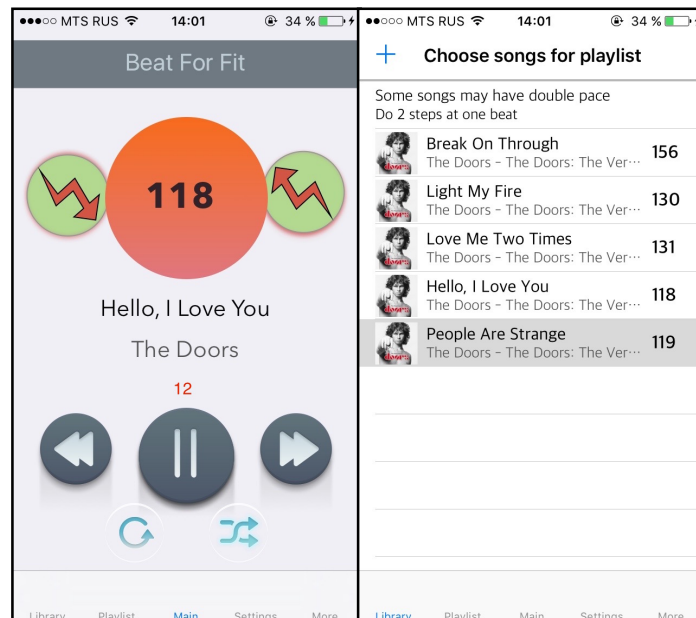 MTS RUS 14:01 34 %
Beat For Fit
118
Hello, I Love You
The Doors
12
Library Playlist Main Settings More
MTS RUS 14:01 34 %
+ Choose songs for playlist
Some songs may have double pace
Do 2 steps at one beat
Break On Through
The Doors - The Doors: The Ver… 156
Light My Fire
The Doors - The Doors: The Ver… 130
Love Me Two Times
The Doors - The Doors: The Ver… 131
Hello, I Love You
The Doors - The Doors: The Ver… 118
People Are Strange
The Doors - The Doors: The Ver… 119
Library Playlist Main Settings More